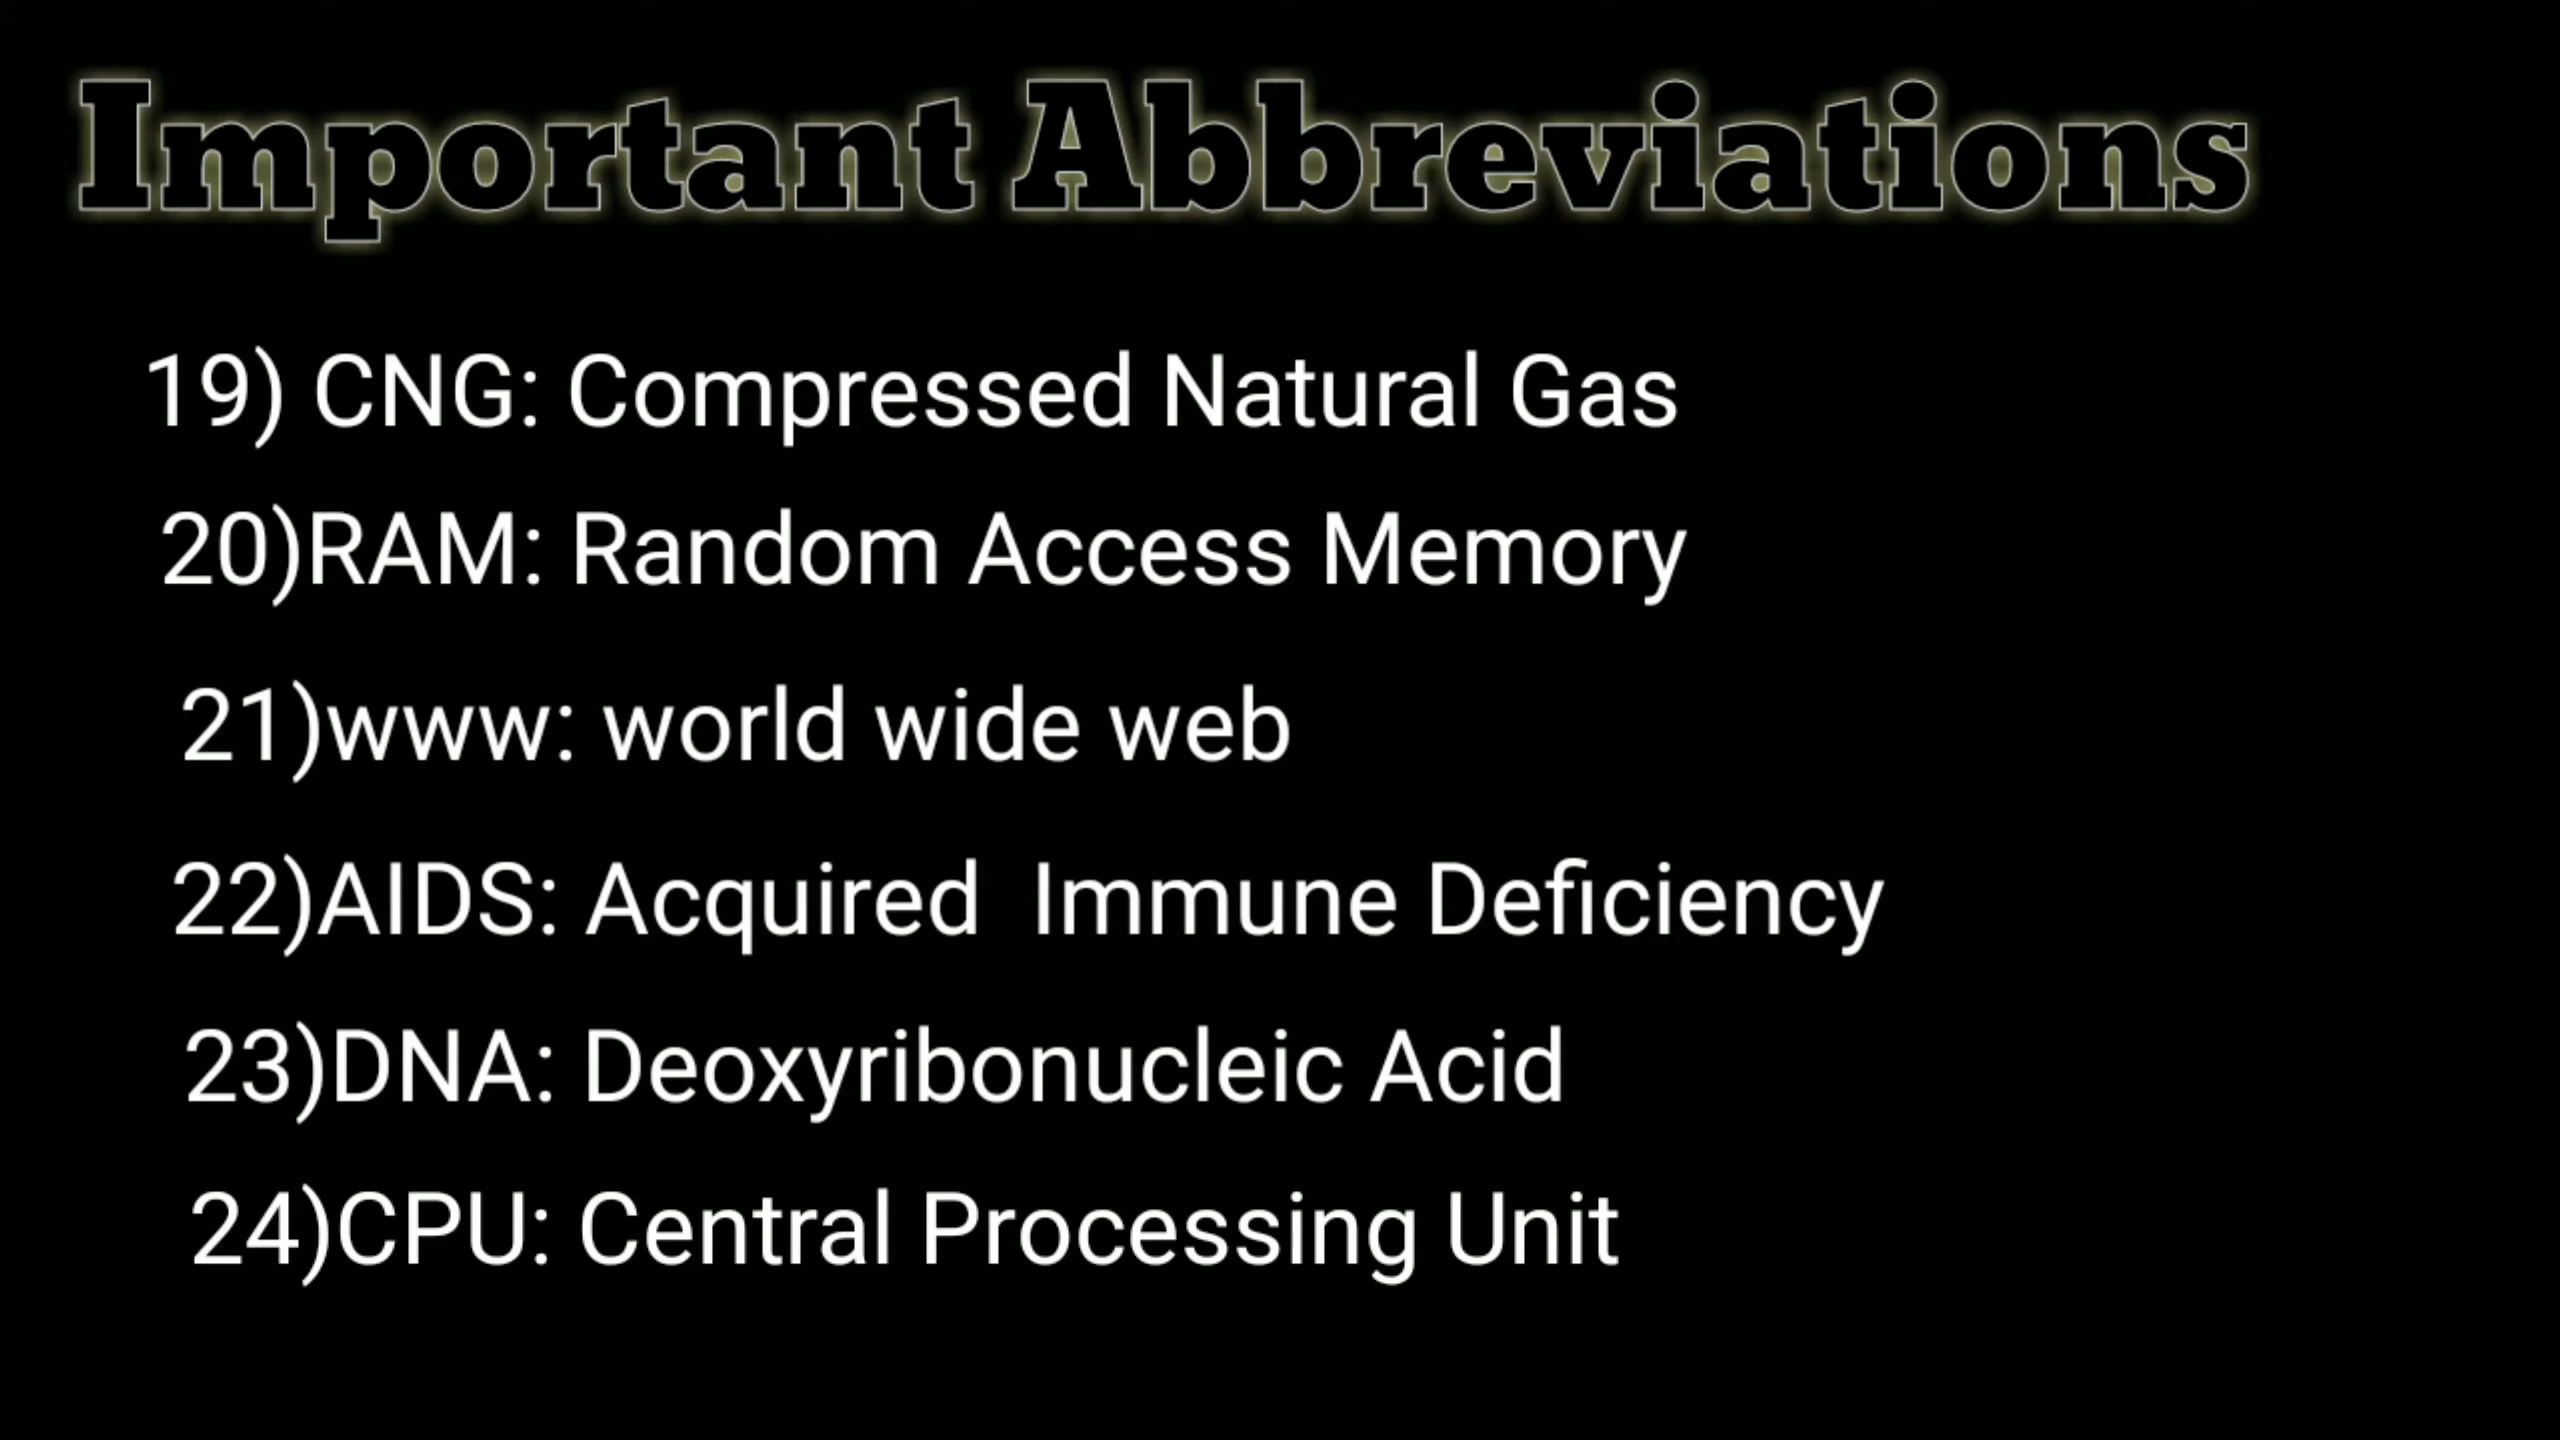 Important Abbreviations
19) CNG: Compressed Natural Gas
20)RAM: Random Access Memory
21)www: world wide web
22)AIDS: Acquired  Immune Deficiency
23)DNA: Deoxyribonucleic Acid
24)CPU: Central Processing Unit